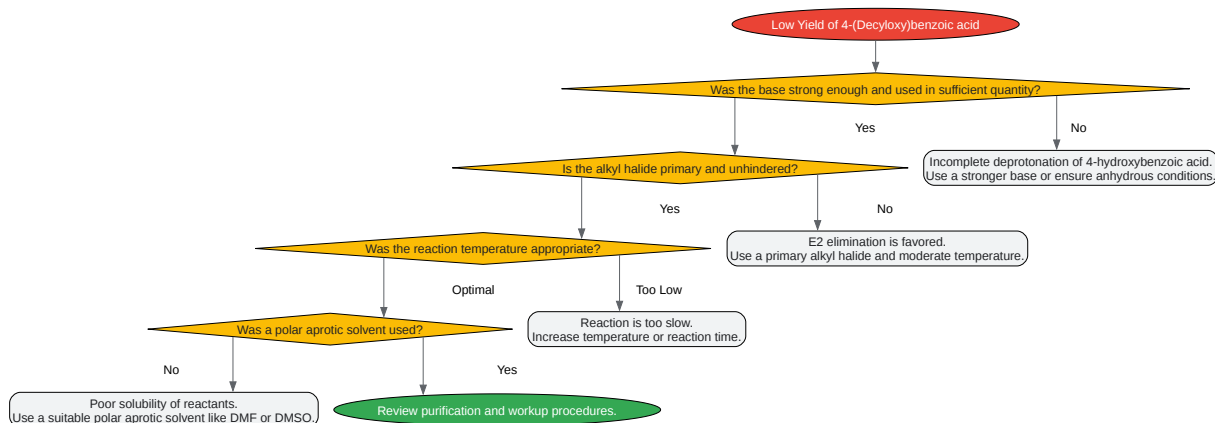 Low Yield of 4-(Decyloxy)benzoic acid
Was the base strong enough and used in sufficient quantity?
Yes
No
Incomplete deprotonation of 4-hydroxybenzoic acid.
Use a stronger base or ensure anhydrous conditions.
Is the alkyl halide primary and unhindered?
Yes
No
E2 elimination is favored.
Use a primary alkyl halide and moderate temperature.
Was the reaction temperature appropriate?
Optimal
Too Low
Reaction is too slow.
Increase temperature or reaction time.
Was a polar aprotic solvent used?
No
Yes
Poor solubility of reactants.
Use a suitable polar aprotic solvent like DMF or DMSO.
Review purification and workup procedures.